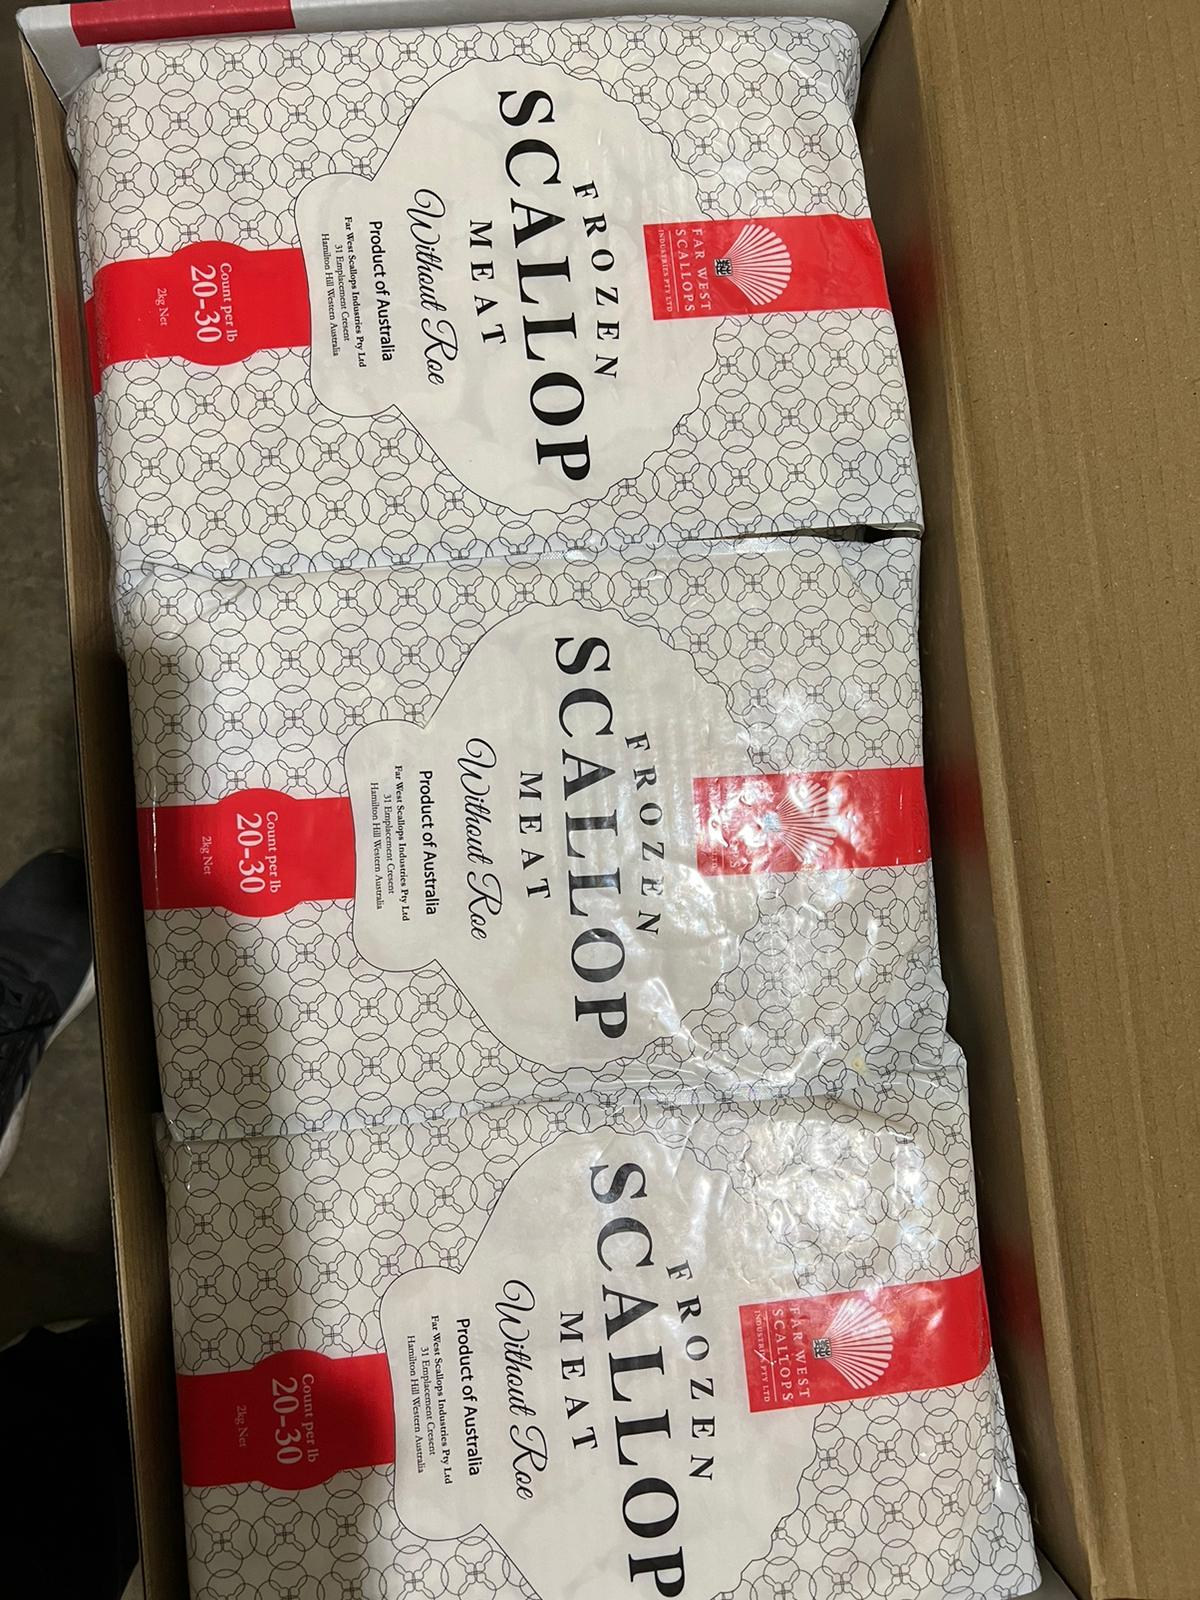 FAR WEST
SCALLOPS
INDUSTRIES PTY LTD
FROZEN
SCALLOP
MEAT
Without Roe
Product of Australia
Far West Scallops Industries Pty Ltd
31 Emplacement Cresent
Hamilton Hill Western Australia
Count per lb
20-30
2kg Net
FROZEN
SCALLOP
MEAT
Without Roe
Product of Australia
Far West Scallops Industries Pty Ltd
31 Emplacement Cresent
Hamilton Hill Western Australia
Count per lb
20-30
2kg Net
FAR WEST
SCALLOPS
INDUSTRIES PTY LTD
FROZEN
SCALLOP
MEAT
Without Roe
Product of Australia
Far West Scallops Industries Pty Ltd
31 Emplacement Cresent
Hamilton Hill Western Australia
Count per lb
20-30
2kg Net